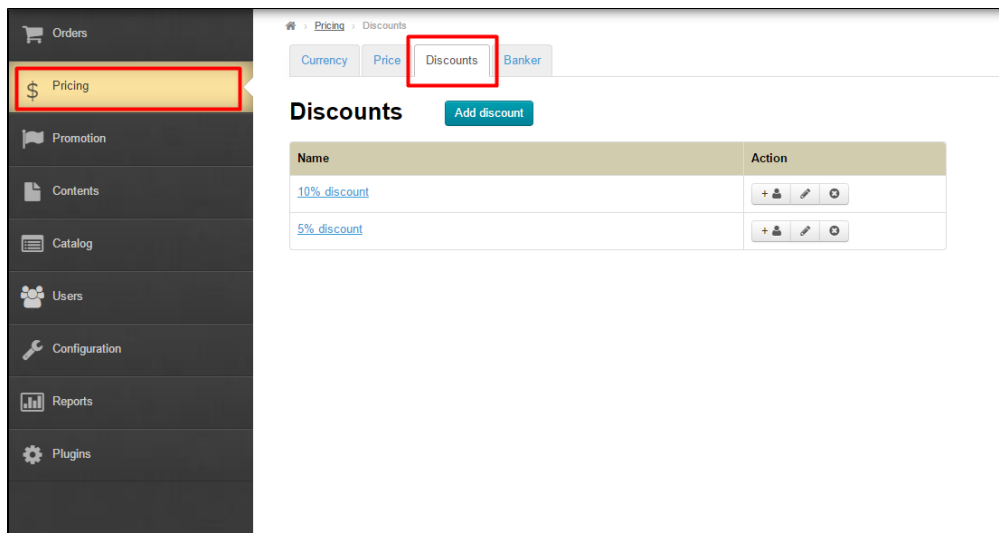 Orders
Pricing
Promotion
Contents
Catalog
Users
Configuration
Reports
Plugins
Pricing › Discounts
Currency Price Discounts Banker
Discounts Add discount
Name Action
10% discount
5% discount